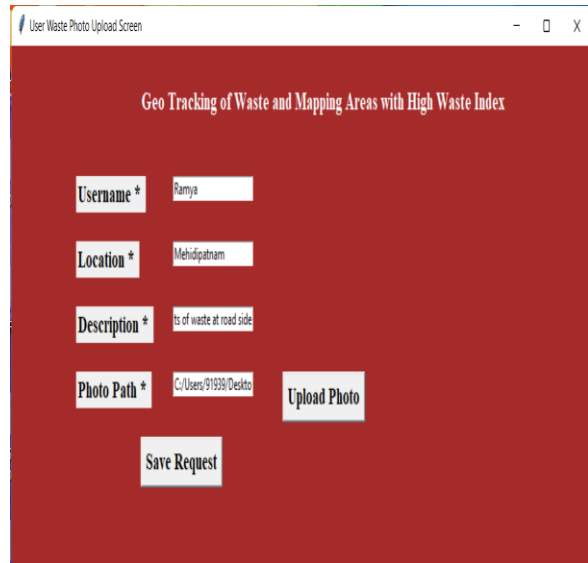 User Waste Photo Upload Screen
Geo Tracking of Waste and Mapping Areas with High Waste Index
Username * Ramya
Location * Mehidipatnam
Description * ts of waste at road side
Photo Path * C:/Users/91939/Deskto Upload Photo
Save Request